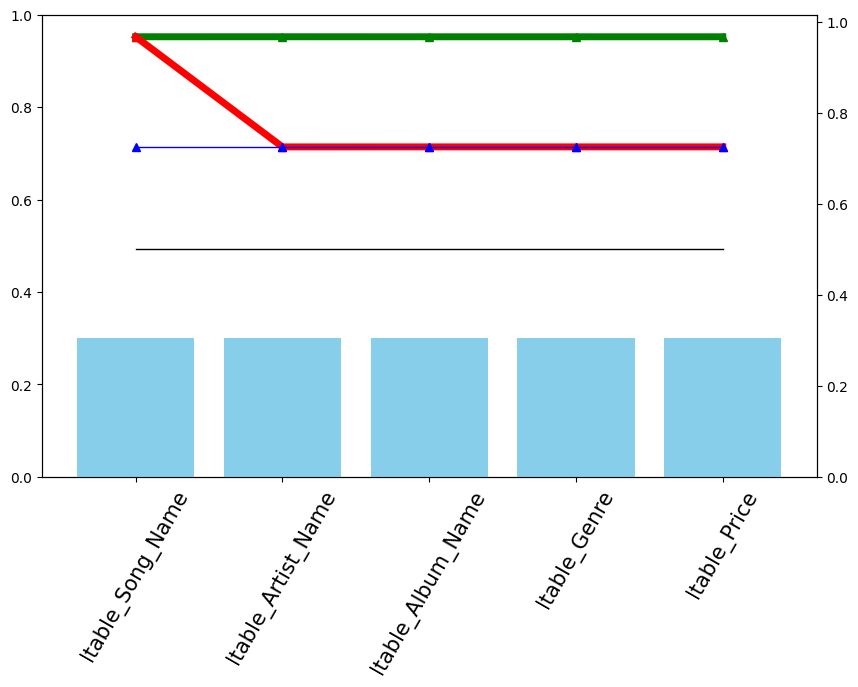 1.0
0.8
0.6
0.4
0.2
0.0
1.0
0.8
0.6
0.4
0.2
0.0
ltable_Song_Name
ltable_Artist_Name
ltable_Album_Name
ltable_Genre
ltable_Price